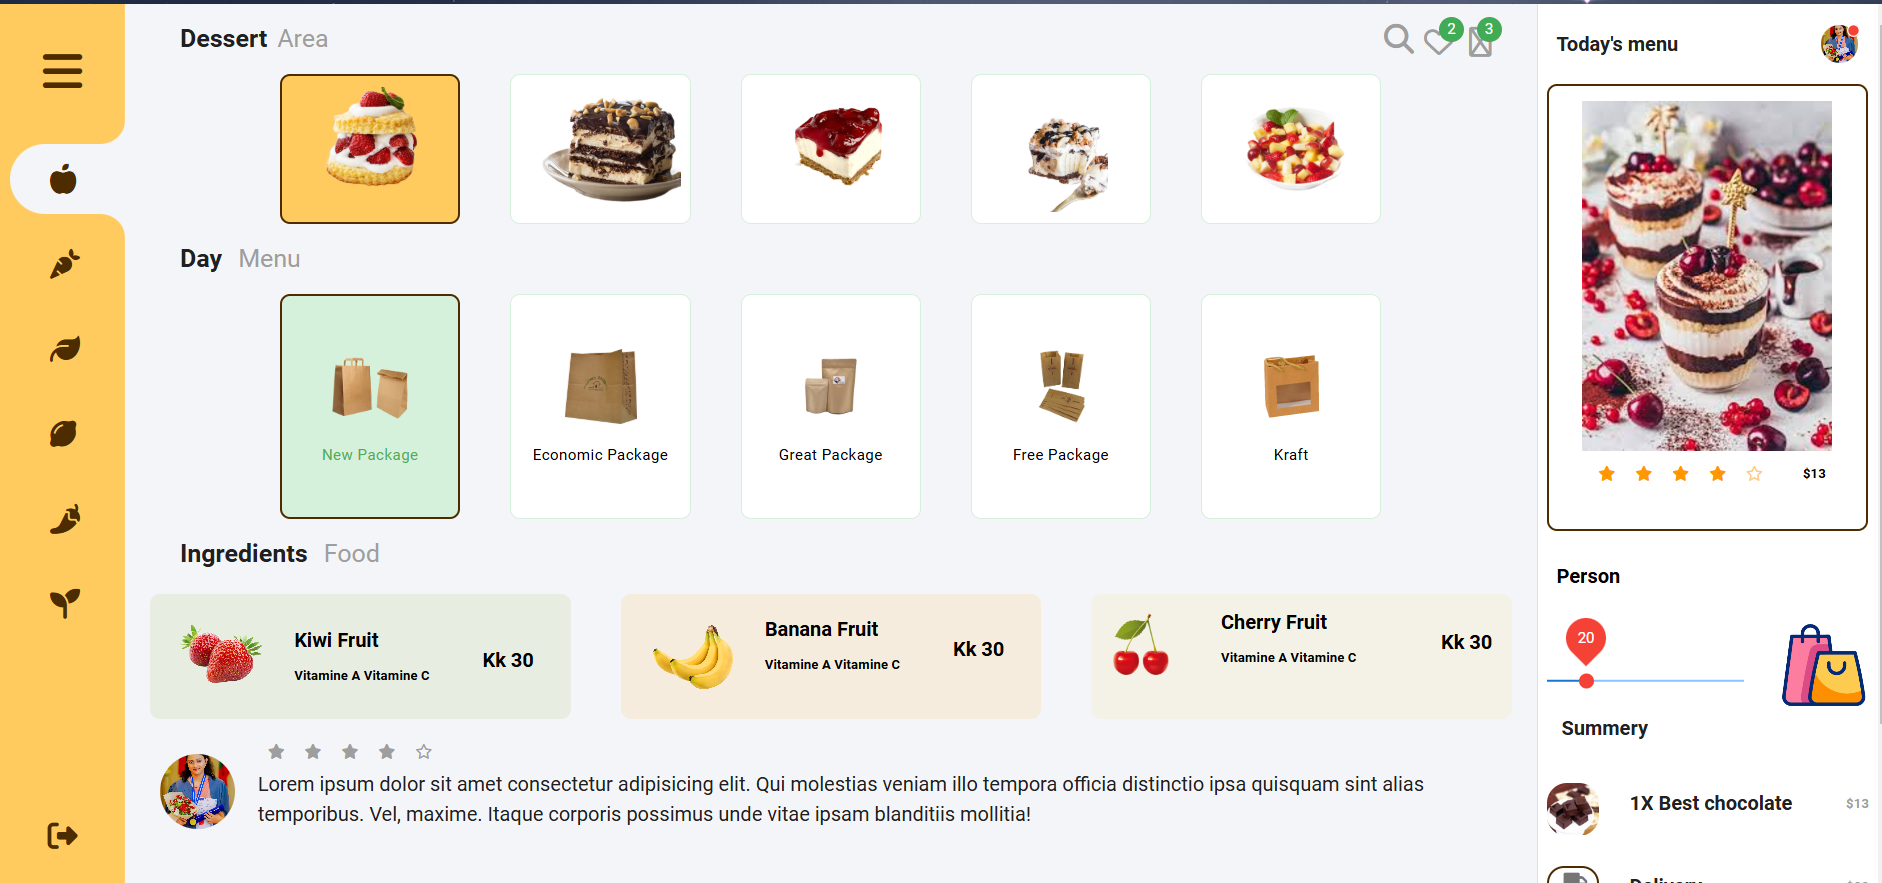 Dessert Area
2
3
Day Menu
New Package
Economic Package
Great Package
Free Package
Kraft
Ingredients Food
Kiwi Fruit
Vitamine A Vitamine C
Kk 30
Banana Fruit
Vitamine A Vitamine C
Kk 30
Cherry Fruit
Vitamine A Vitamine C
Kk 30
Lorem ipsum dolor sit amet consectetur adipisicing elit. Qui molestias veniam illo tempora officia distinctio ipsa quisquam sint alias
temporibus. Vel, maxime. Itaque corporis possimus unde vitae ipsam blanditiis mollitia!
Today's menu
$13
Person
20
Summery
1X Best chocolate
$13
Delivery